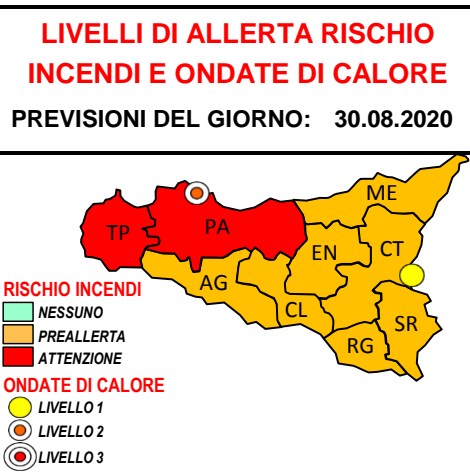 LIVELLI DI ALLERTA RISCHIO
INCENDI E ONDATE DI CALORE
PREVISIONI DEL GIORNO: 30.08.2020
ME
TP
PA
EN
CT
AG
CL
SR
RG
RISCHIO INCENDI
NESSUNO
PREALLERTA
ATTENZIONE
ONDATE DI CALORE
LIVELLO 1
LIVELLO 2
LIVELLO 3